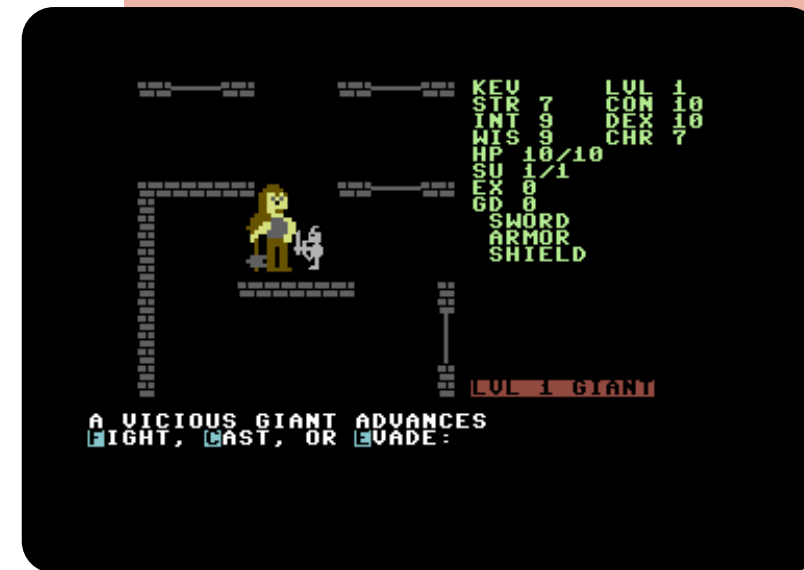 KEV LVL 1
STR 7 CON 10
INT 9 DEX 10
WIS 9 CHR 7
HP 10/10
SU 1/1
EX 0
GD 0
SWORD
ARMOR
SHIELD
LVL 1 GIANT
A VICIOUS GIANT ADVANCES
FIGHT, CAST, OR EVADE: